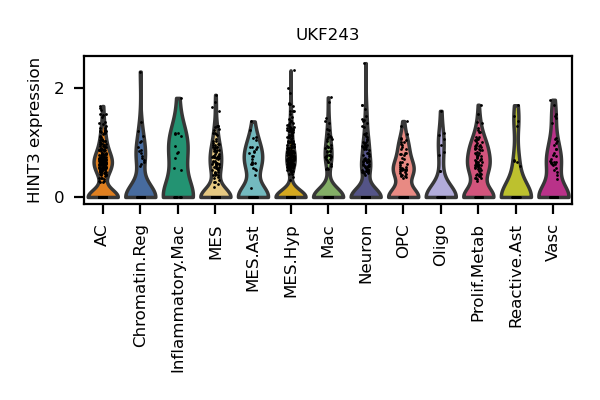 UKF243
HINT3 expression
2
0
AC
Chromatin.Reg
Inflammatory.Mac
MES
MES.Ast
MES.Hyp
Mac
Neuron
OPC
Oligo
Prolif.Metab
Reactive.Ast
Vasc